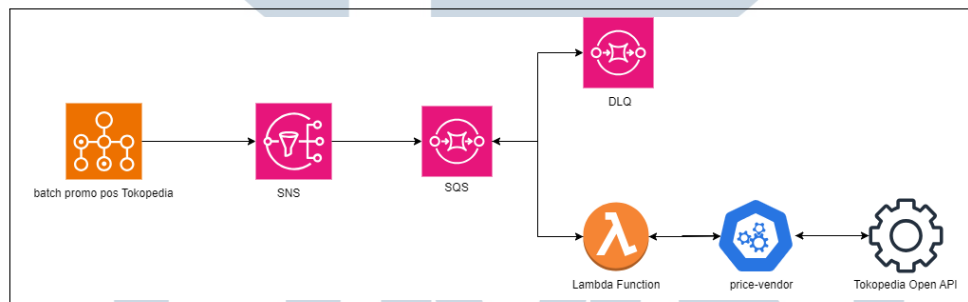 DLQ
batch promo pos Tokopedia
SNS
SQS
Lambda Function
price-vendor
Tokopedia Open API